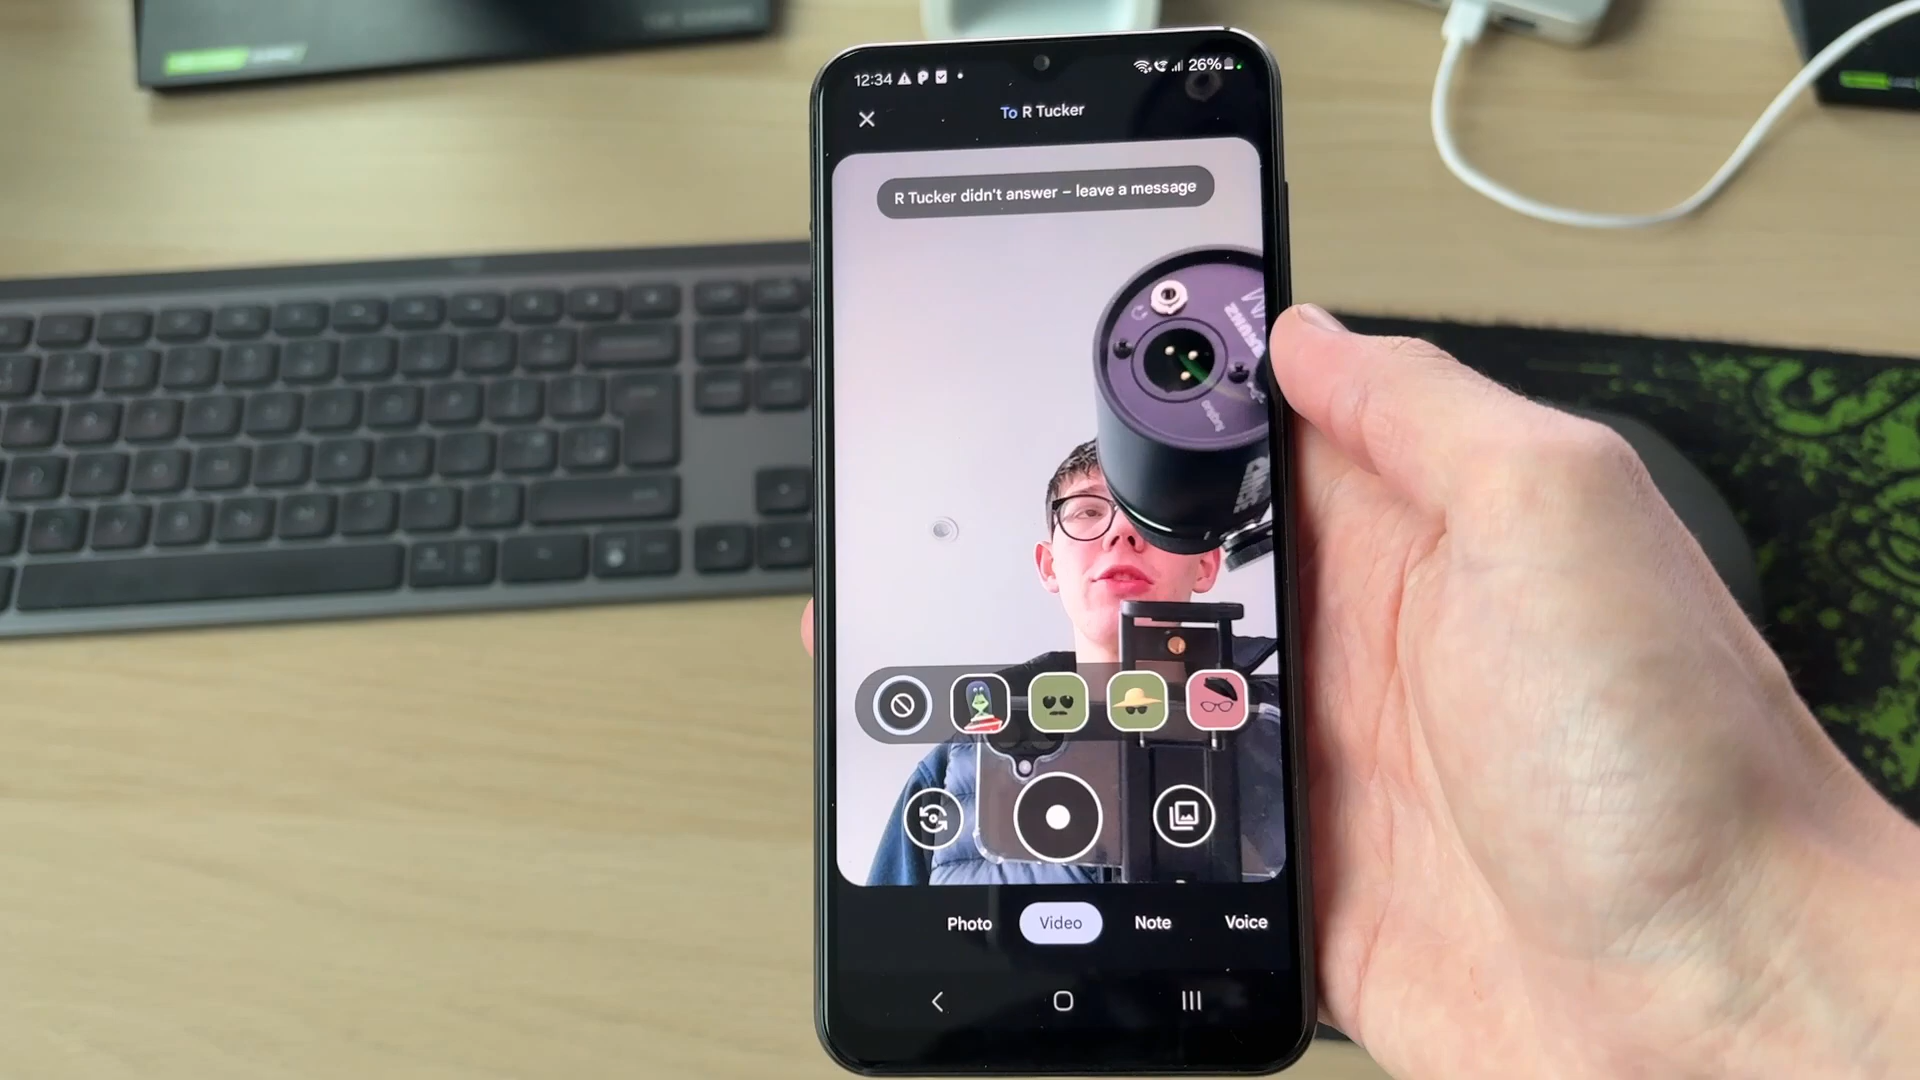 12:34
26%
To R Tucker
R Tucker didn't answer – leave a message
Photo
Video
Note
Voice